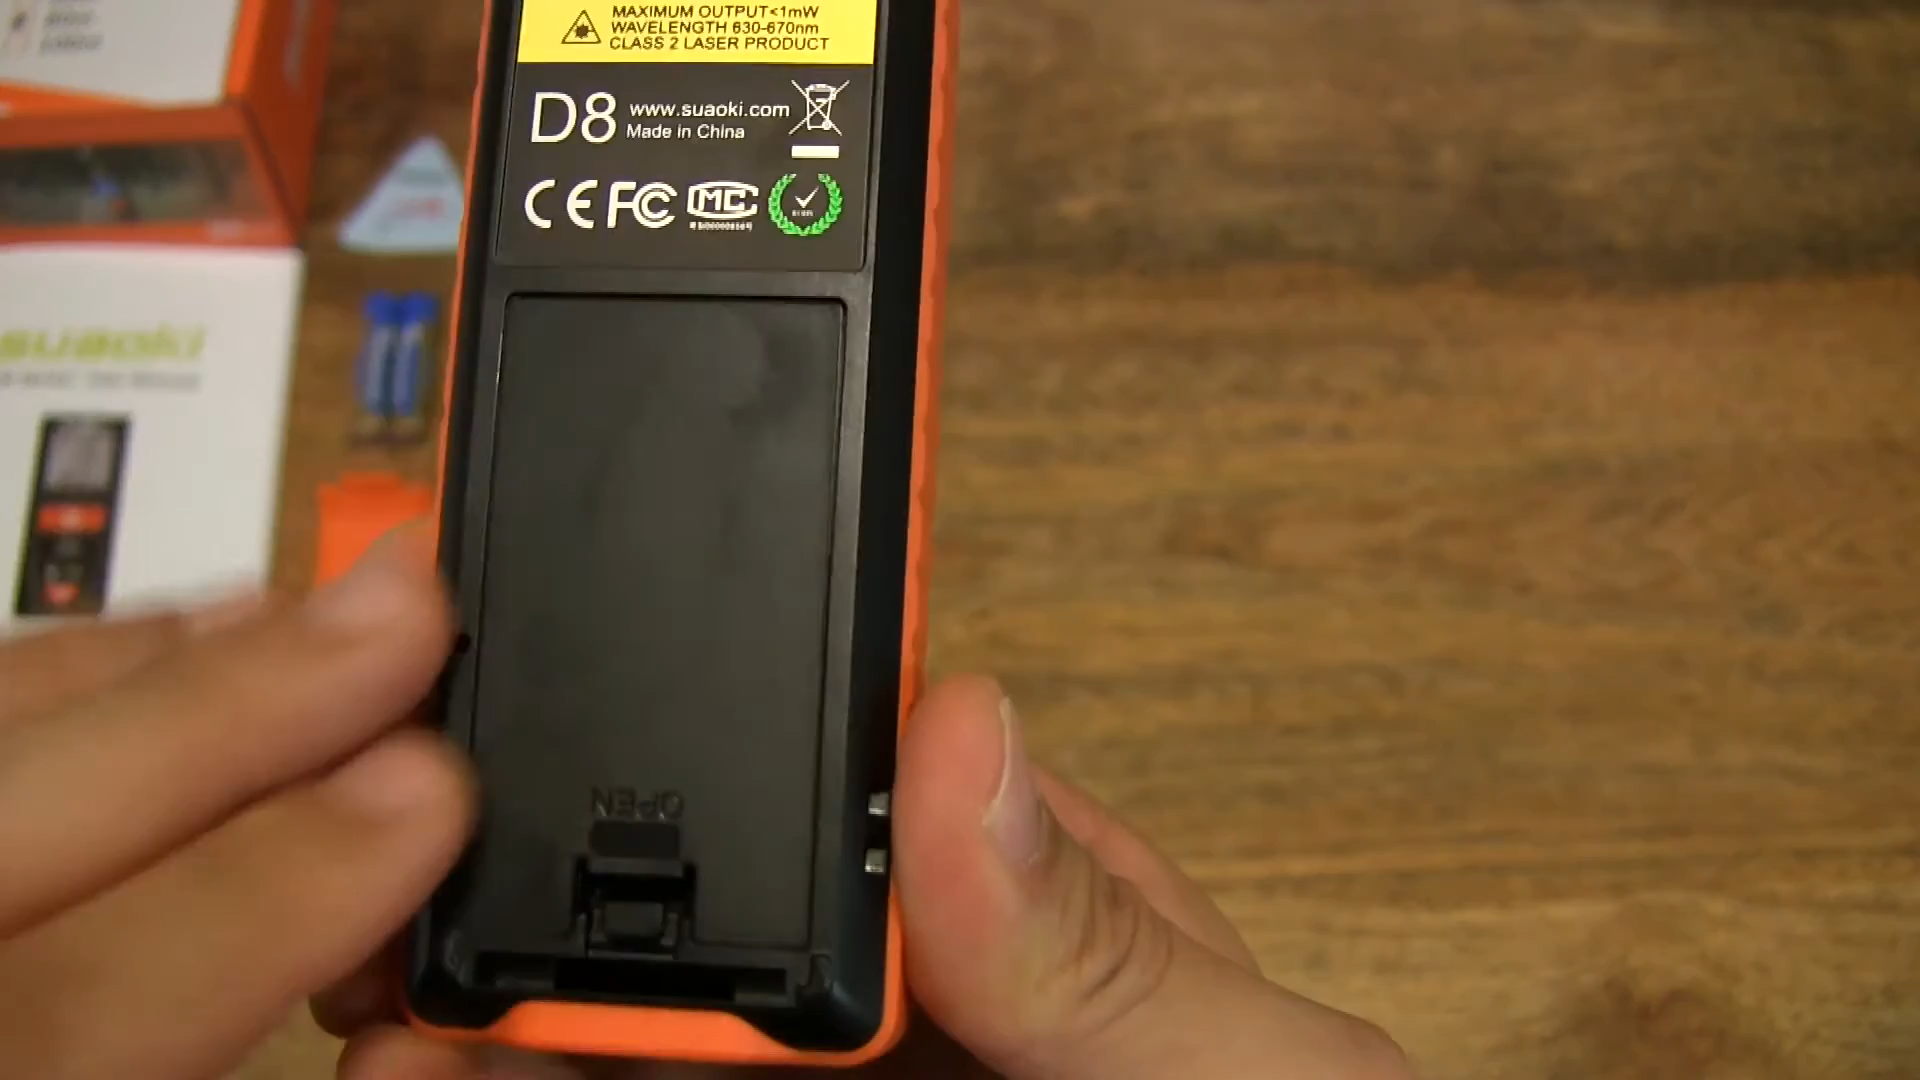 MAXIMUM OUTPUT<1mW
WAVELENGTH 630-670nm
CLASS 2 LASER PRODUCT
D8 www.suaoki.com
Made in China
CE FC MC
suaoki
OPEN